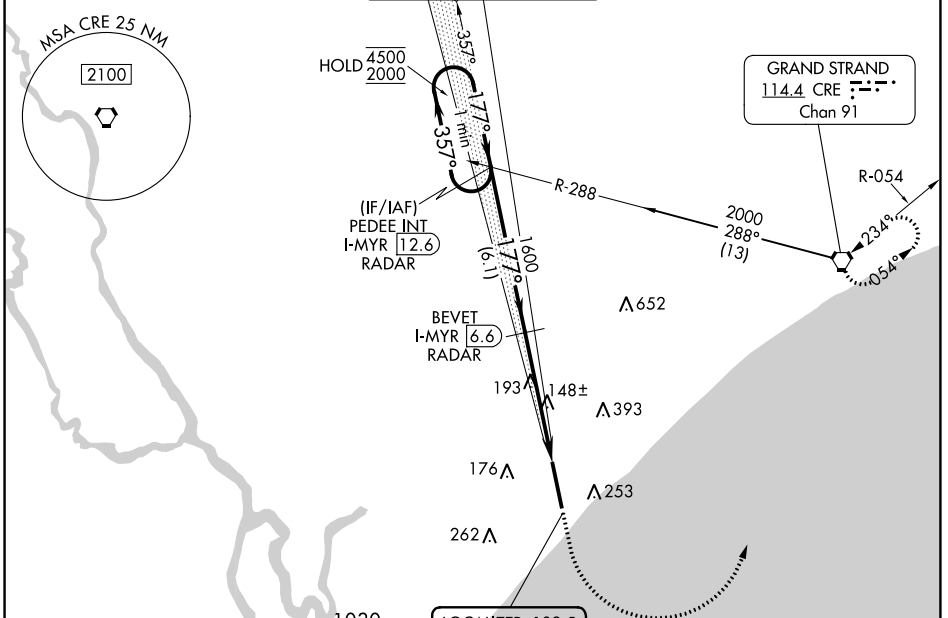 MSA CRE 25 NM
2100
HOLD 4500
2000
357°
177°
1 min
357°
GRAND STRAND
114.4 CRE
Chan 91
R-288
R-054
2000
288°
(13)
234°
054°
(IF/IAF)
PEDEE INT
I-MYR 12.6
RADAR
1600
177°
(6.1)
652
BEVET
I-MYR 6.6
RADAR
193
148±
393
176
253
262